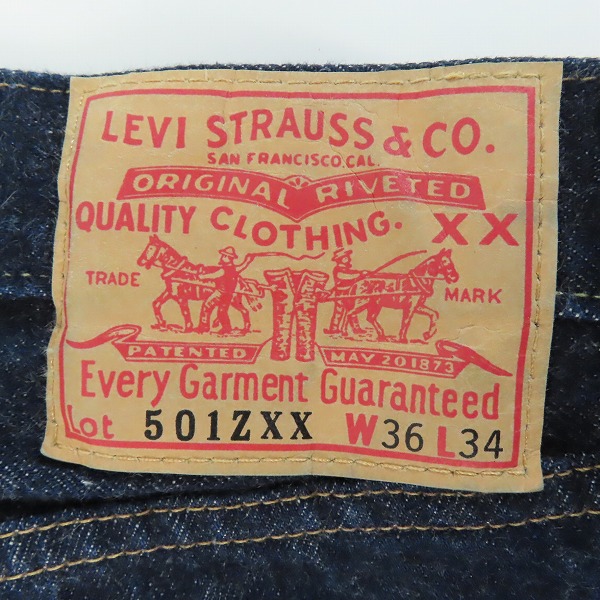 LEVI STRAUSS & CO.
SAN FRANCISCO, CAL.
ORIGINAL RIVETED
QUALITY CLOTHING. XX
TRADE MARK
PATENTED MAY 20 1873
Every Garment Guaranteed
Lot 501ZXX W36 L34